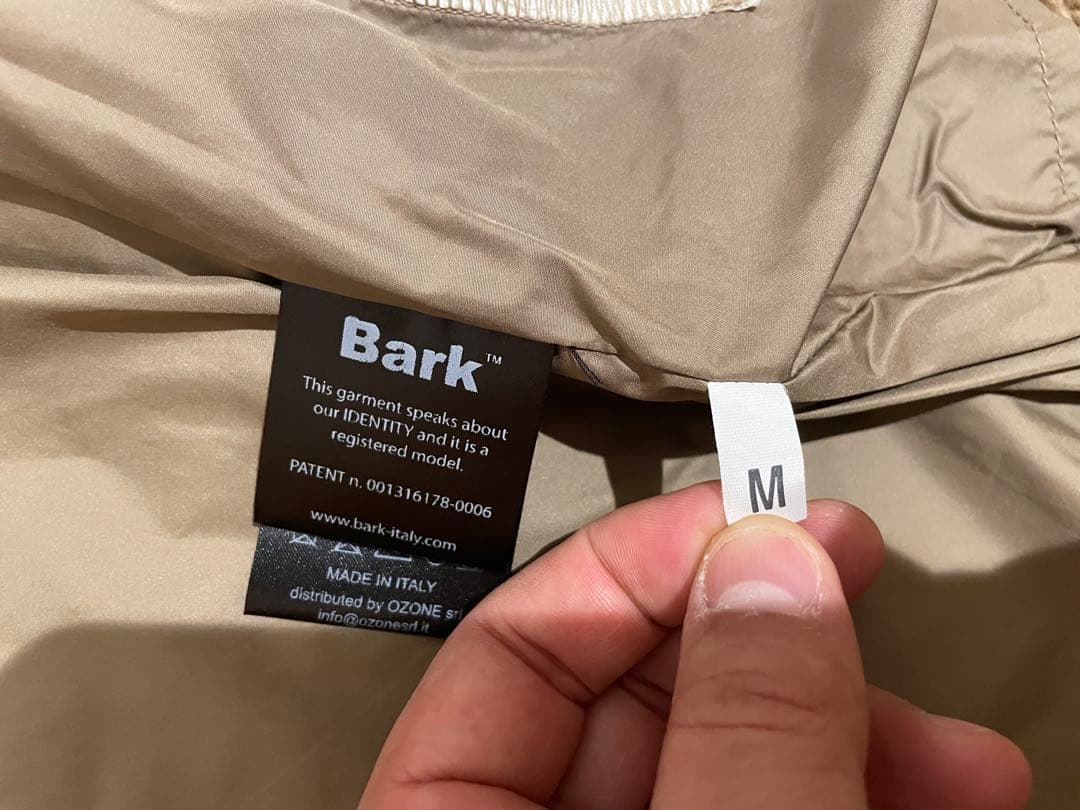 Bark™
This garment speaks about
our IDENTITY and it is a
registered model.
PATENT n. 001316178-0006
www.bark-italy.com
MADE IN ITALY
distributed by OZONE srl
info@ozonesrl.it
M